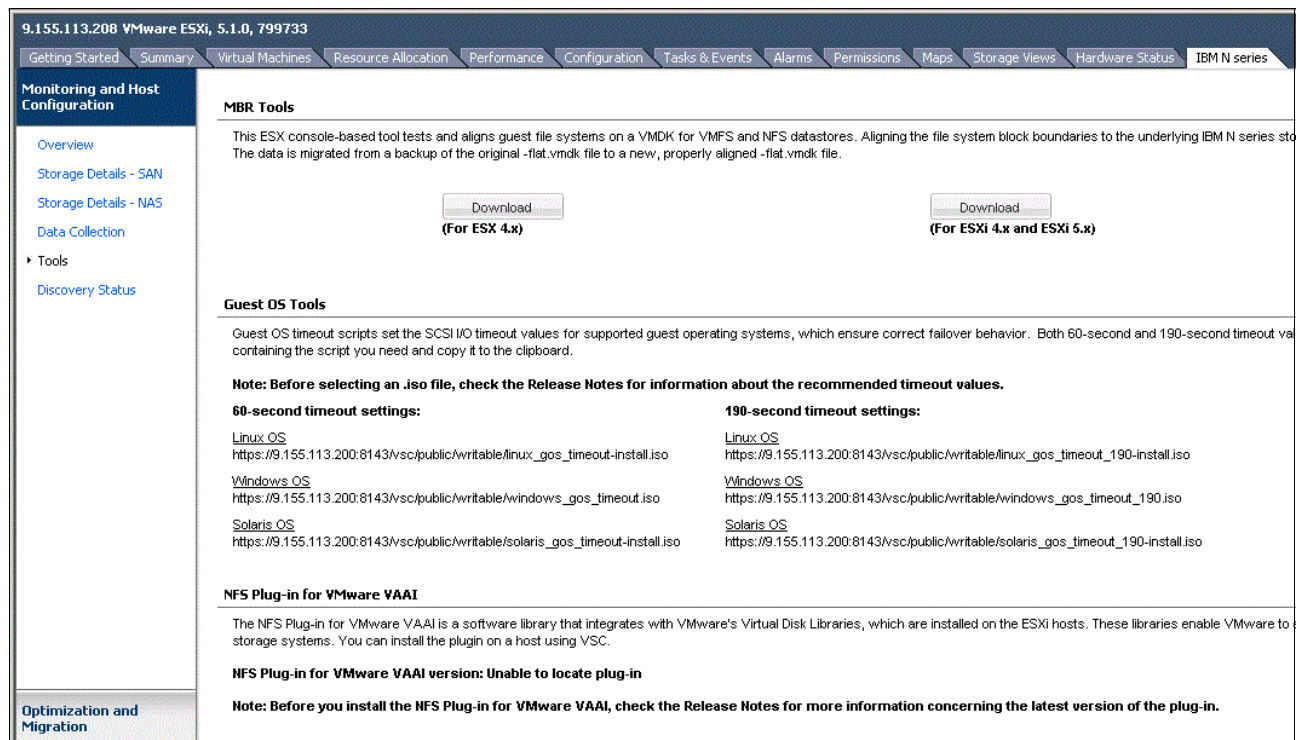 9.155.113.208 VMware ESXi, 5.1.0, 799733
Getting Started Summary Virtual Machines Resource Allocation Performance Configuration Tasks & Events Alarms Permissions Maps Storage Views Hardware Status IBM N series
Monitoring and Host
Configuration
Overview
Storage Details - SAN
Storage Details - NAS
Data Collection
Tools
Discovery Status
Optimization and
Migration
MBR Tools
This ESX console-based tool tests and aligns guest file systems on a VMDK for VMFS and NFS datastores. Aligning the file system block boundaries to the underlying IBM N series sto
The data is migrated from a backup of the original -flat.vmdk file to a new, properly aligned -flat.vmdk file.
Download Download
(For ESX 4.x) (For ESXi 4.x and ESXi 5.x)
Guest OS Tools
Guest OS timeout scripts set the SCSI I/O timeout values for supported guest operating systems, which ensure correct failover behavior. Both 60-second and 190-second timeout va
containing the script you need and copy it to the clipboard.
Note: Before selecting an .iso file, check the Release Notes for information about the recommended timeout values.
60-second timeout settings: 190-second timeout settings:
Linux OS Linux OS
https://9.155.113.200:8143/vsc/public/writable/linux_gos_timeout-install.iso https://9.155.113.200:8143/vsc/public/writable/linux_gos_timeout_190-install.iso
Windows OS Windows OS
https://9.155.113.200:8143/vsc/public/writable/windows_gos_timeout.iso https://9.155.113.200:8143/vsc/public/writable/windows_gos_timeout_190.iso
Solaris OS Solaris OS
https://9.155.113.200:8143/vsc/public/writable/solaris_gos_timeout-install.iso https://9.155.113.200:8143/vsc/public/writable/solaris_gos_timeout_190-install.iso
NFS Plug-in for VMware VAAI
The NFS Plug-in for VMware VAAI is a software library that integrates with VMware's Virtual Disk Libraries, which are installed on the ESXi hosts. These libraries enable VMware to e
storage systems. You can install the plugin on a host using VSC.
NFS Plug-in for VMware VAAI version: Unable to locate plug-in
Note: Before you install the NFS Plug-in for VMware VAAI, check the Release Notes for more information concerning the latest version of the plug-in.